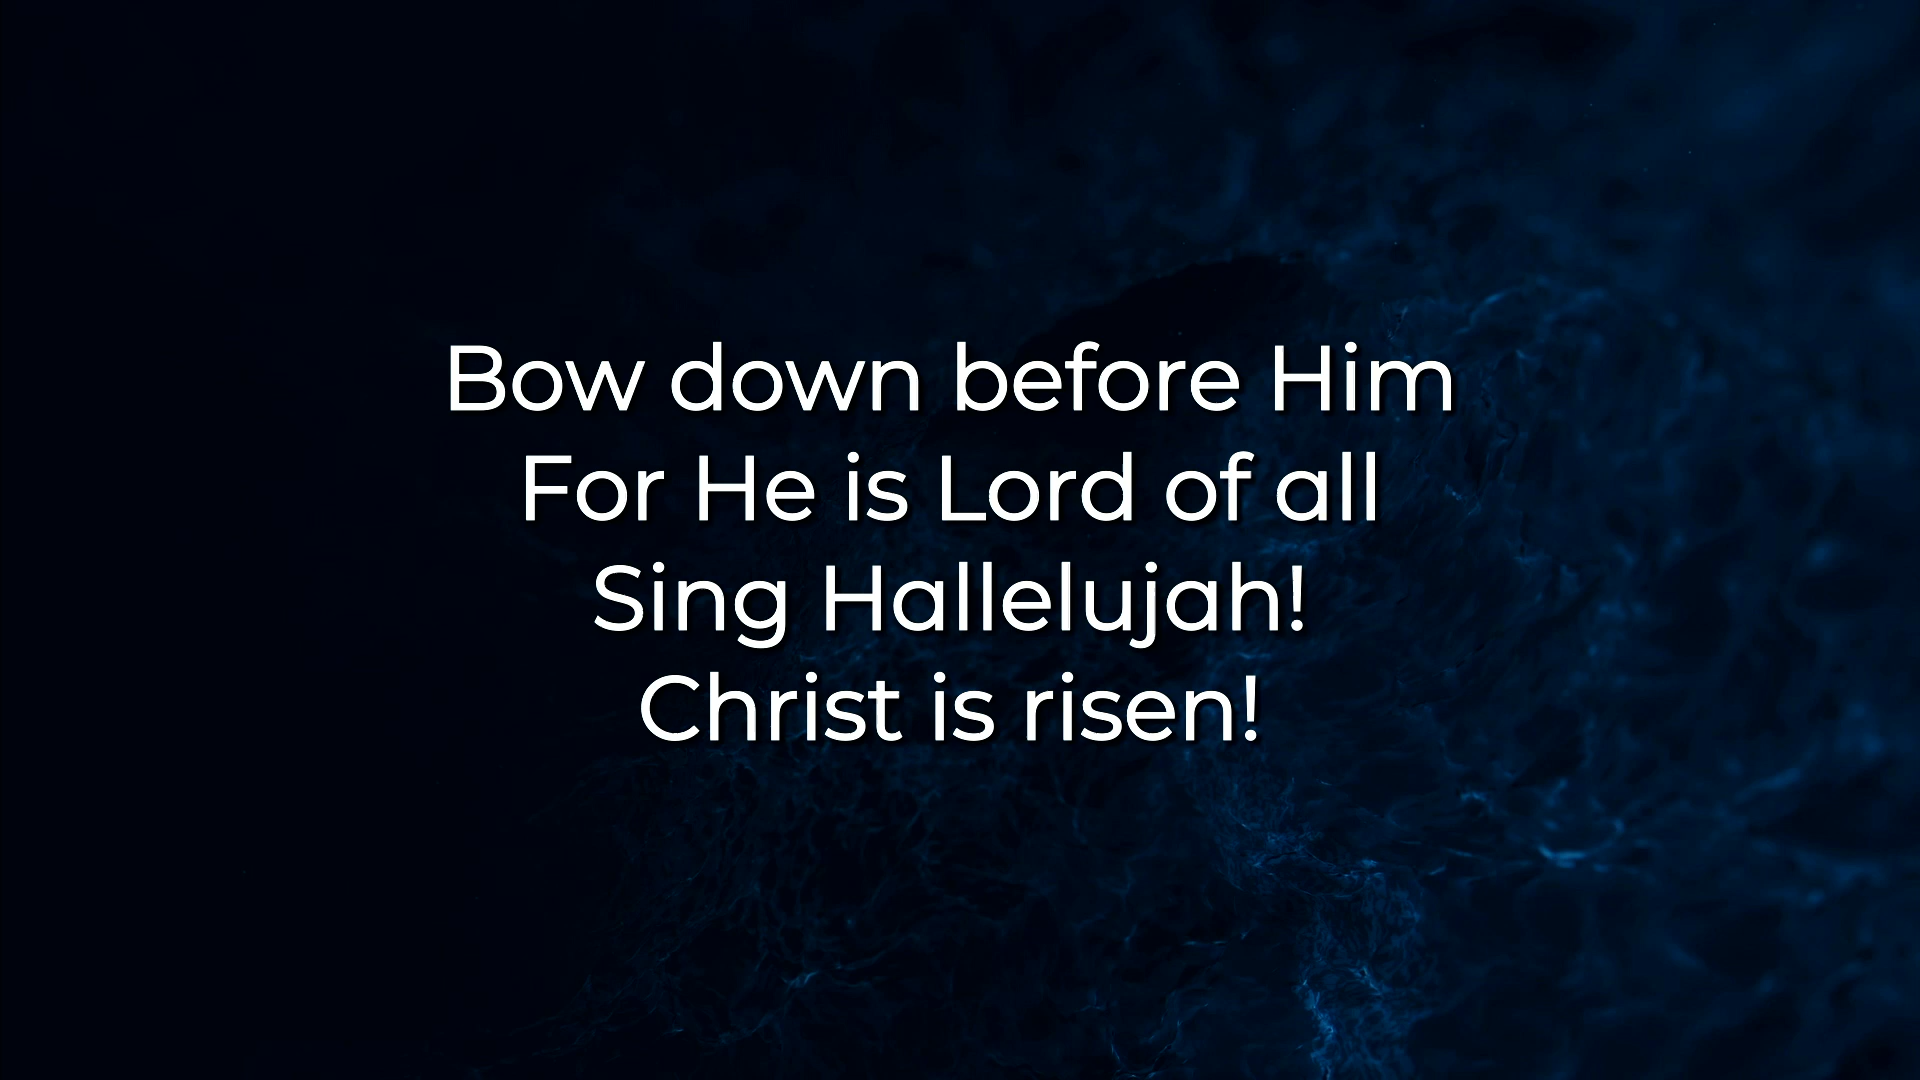 Bow down before Him
For He is Lord of all
Sing Hallelujah!
Christ is risen!